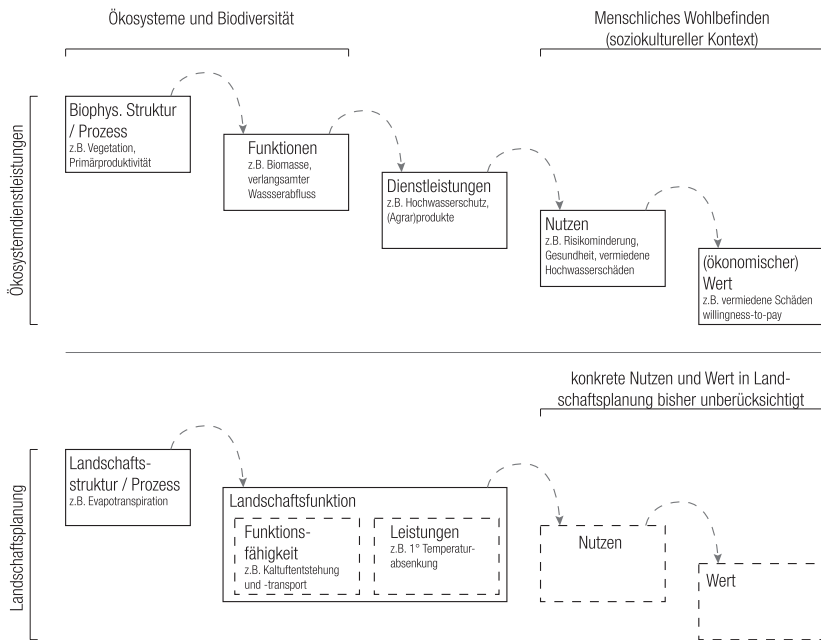 Ökosysteme und Biodiversität
Menschliches Wohlbefinden
(soziokultureller Kontext)
Ökosystemdienstleistungen
Biophys. Struktur
/ Prozess
z.B. Vegetation,
Primärproduktivität
Funktionen
z.B. Biomasse,
verlangsamter
Wassserabfluss
Dienstleistungen
z.B. Hochwasserschutz,
(Agrar)produkte
Nutzen
z.B. Risikominderung,
Gesundheit, vermiedene
Hochwasserschäden
(ökonomischer)
Wert
z.B. vermiedene Schäden
willingness-to-pay
konkrete Nutzen und Wert in Land-
schaftsplanung bisher unberücksichtigt
Landschaftsplanung
Landschafts-
struktur / Prozess
z.B. Evapotranspiration
Landschaftsfunktion
Funktions-
fähigkeit
z.B. Kaltuftentstehung
und -transport
Leistungen
z.B. 1° Temperatur-
absenkung
Nutzen
Wert